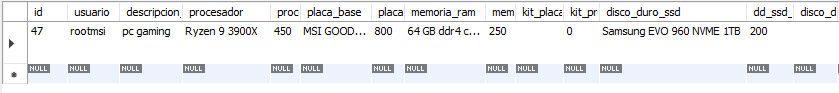 id usuario descripcion_ procesador proc placa_base placa memoria_ram mem kit_placa kit_pr disco_duro_ssd dd_ssd_ disco_d
47 rootmsi pc gaming Ryzen 9 3900X 450 MSI GOOD... 800 64 GB ddr4 c... 250 0 Samsung EVO 960 NVME 1TB 200
NULL NULL NULL NULL NULL NULL NULL NULL NULL NULL NULL NULL NULL NULL